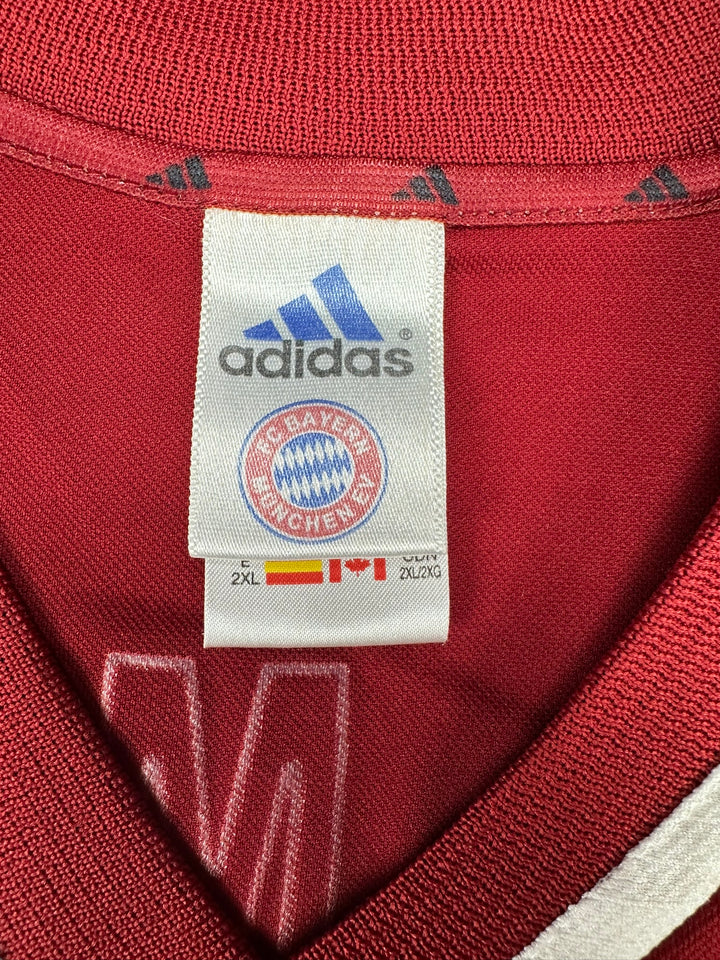 adidas®
FC BAYERN
MÜNCHEN EV
E CDN
2XL 2XL/2XG
M